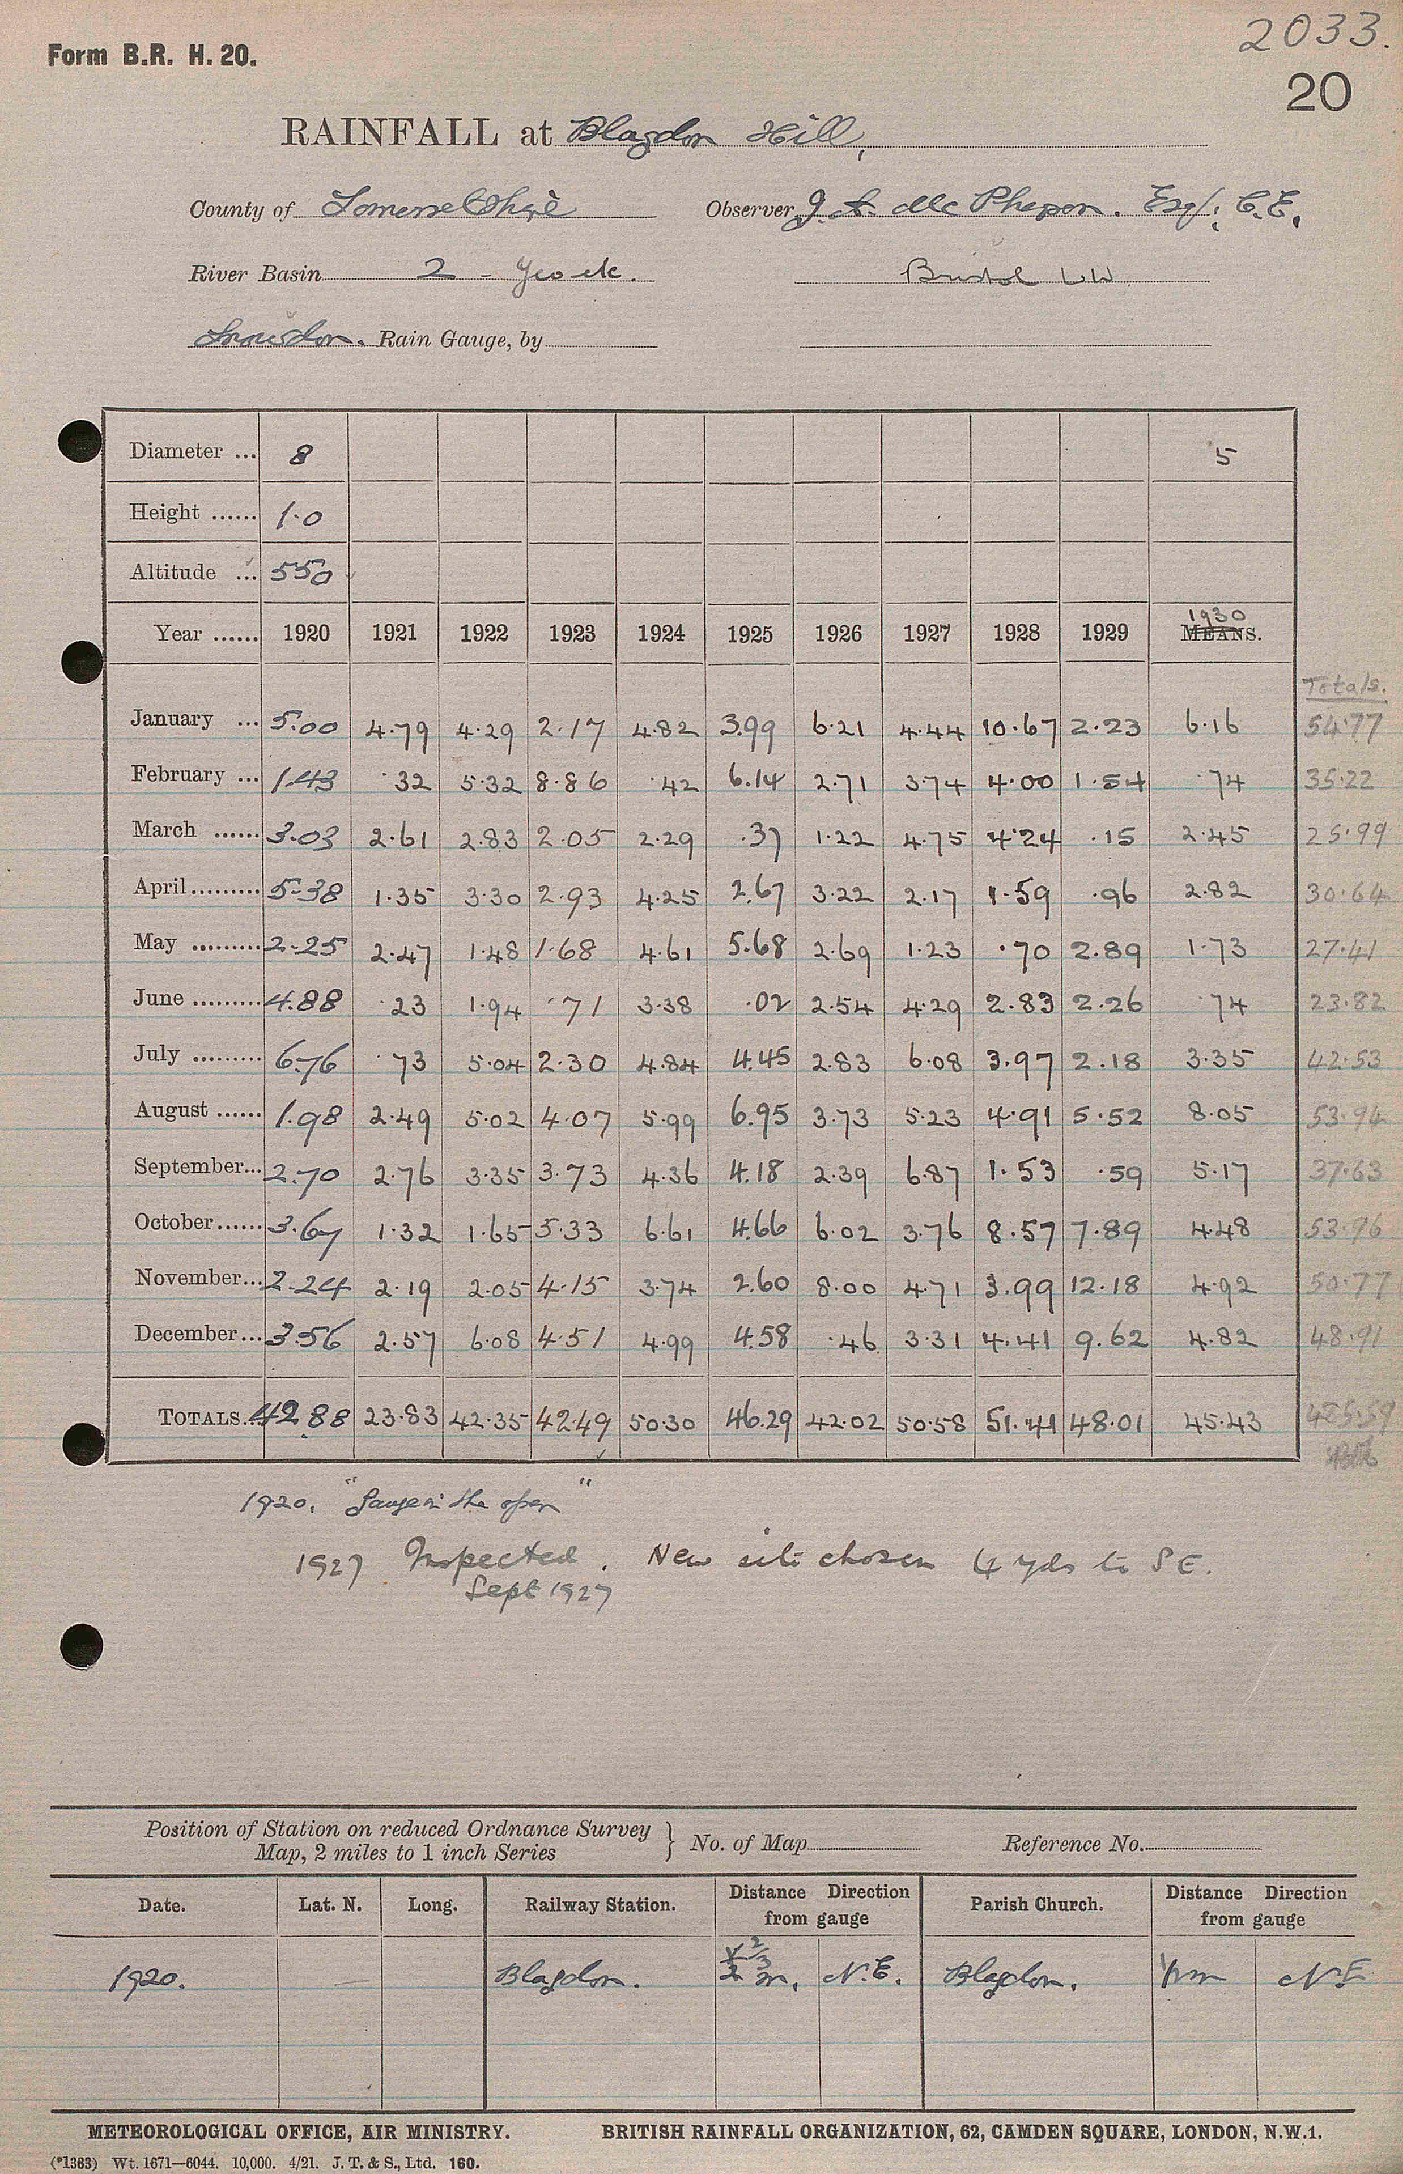 2033.
Form B.R. H. 20.
20
RAINFALL at Blagdon Hill,
County of Somersetshire Observer J. A. McPherson. Esq; C.E.
River Basin 2 - Yeo etc. Bristol W.W.
Snowdon. Rain Gauge, by
Diameter ... 8 5
Height ...... 1.0
Altitude ... 550
Year ...... 1920 1921 1922 1923 1924 1925 1926 1927 1928 1929 1930 MEANS.
Totals.
January ... 5.00 4.79 4.29 2.17 4.82 3.99 6.21 4.44 10.67 2.23 6.16 54.77
February ... 1.43 .32 5.32 8.86 .42 6.14 2.71 3.74 4.00 1.54 .74 35.22
March ...... 3.03 2.61 2.83 2.05 2.29 .37 1.22 4.75 4.24 .15 2.45 25.99
April ......... 5.38 1.35 3.30 2.93 4.25 2.67 3.22 2.17 1.59 .96 2.82 30.64
May ......... 2.25 2.47 1.48 1.68 4.61 5.68 2.69 1.23 .70 2.89 1.73 27.41
June ......... 4.88 .23 1.94 .71 3.38 .02 2.54 4.29 2.83 2.26 .74 23.82
July ......... 6.76 .73 5.04 2.30 4.84 4.45 2.83 6.08 3.97 2.18 3.35 42.53
August ...... 1.98 2.49 5.02 4.07 5.99 6.95 3.73 5.23 4.91 5.52 8.05 53.94
September... 2.70 2.76 3.35 3.73 4.36 4.18 2.39 6.87 1.53 .59 5.17 37.63
October...... 3.67 1.32 1.65 5.33 6.61 4.66 6.02 3.76 8.57 7.89 4.48 53.96
November... 2.24 2.19 2.05 4.15 3.74 2.60 8.00 4.71 3.99 12.18 4.92 50.77
December... 3.56 2.57 6.08 4.51 4.99 4.58 .46 3.31 4.41 9.62 4.82 48.91
TOTALS... 42.88 23.83 42.35 42.49 50.30 46.29 42.02 50.58 51.41 48.01 45.43 485.59
1920. "Gauge in the open"
1927 Inspected. New site chosen 4 yds to SE.
Sept 1927
Position of Station on reduced Ordnance Survey
Map, 2 miles to 1 inch Series } No. of Map Reference No.
Date. Lat. N. Long. Railway Station. Distance Direction from gauge Parish Church. Distance Direction from gauge
1920. Blagdon. 2/3 m. N.E. Blagdon. N E
METEOROLOGICAL OFFICE, AIR MINISTRY. BRITISH RAINFALL ORGANIZATION, 62, CAMDEN SQUARE, LONDON, N.W.1.
(*1363) Wt. 1671—6044. 10,000. 4/21. J. T. & S., Ltd. 160.